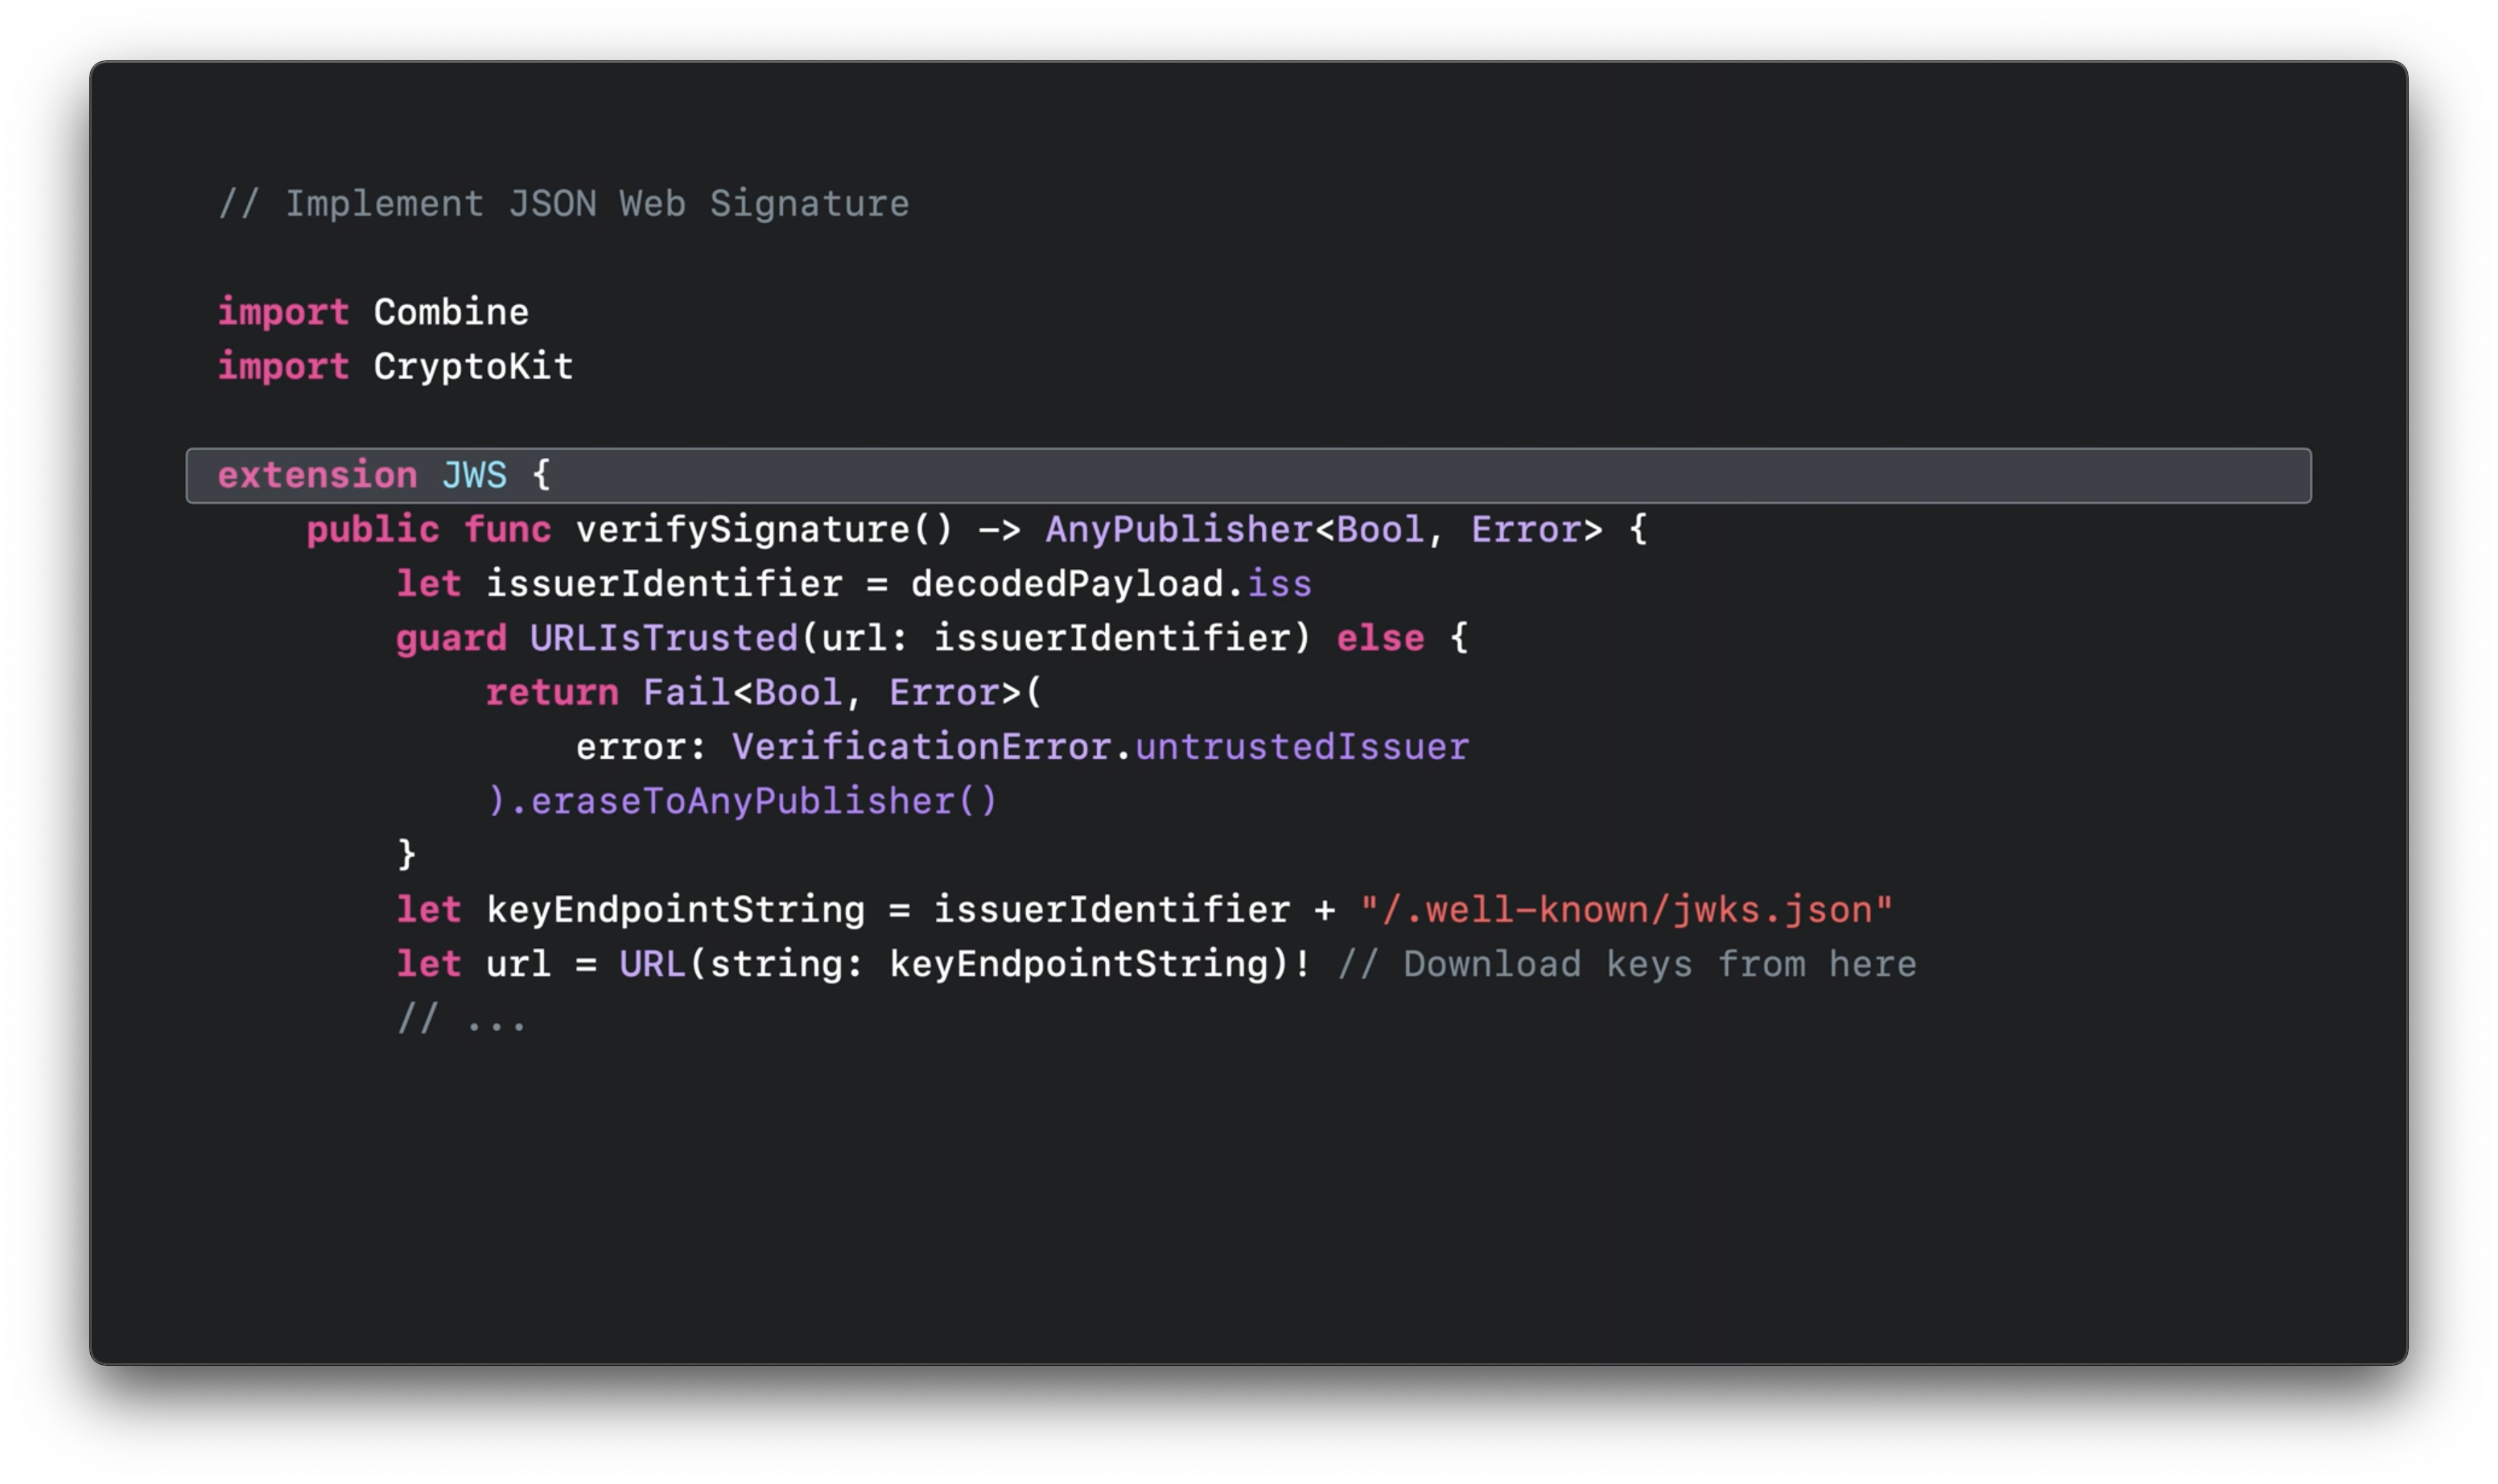 // Implement JSON Web Signature
import Combine
import CryptoKit
extension JWS {
public func verifySignature() -> AnyPublisher<Bool, Error> {
let issuerIdentifier = decodedPayload.iss
guard URLIsTrusted(url: issuerIdentifier) else {
return Fail<Bool, Error>(
error: VerificationError.untrustedIssuer
).eraseToAnyPublisher()
}
let keyEndpointString = issuerIdentifier + "/.well-known/jwks.json"
let url = URL(string: keyEndpointString)! // Download keys from here
// ...